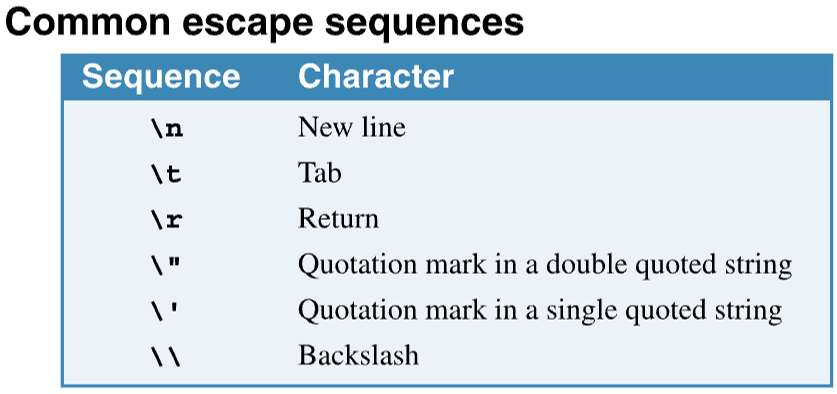 Common escape sequences
Sequence Character
\n New line
\t Tab
\r Return
\" Quotation mark in a double quoted string
\' Quotation mark in a single quoted string
\\ Backslash